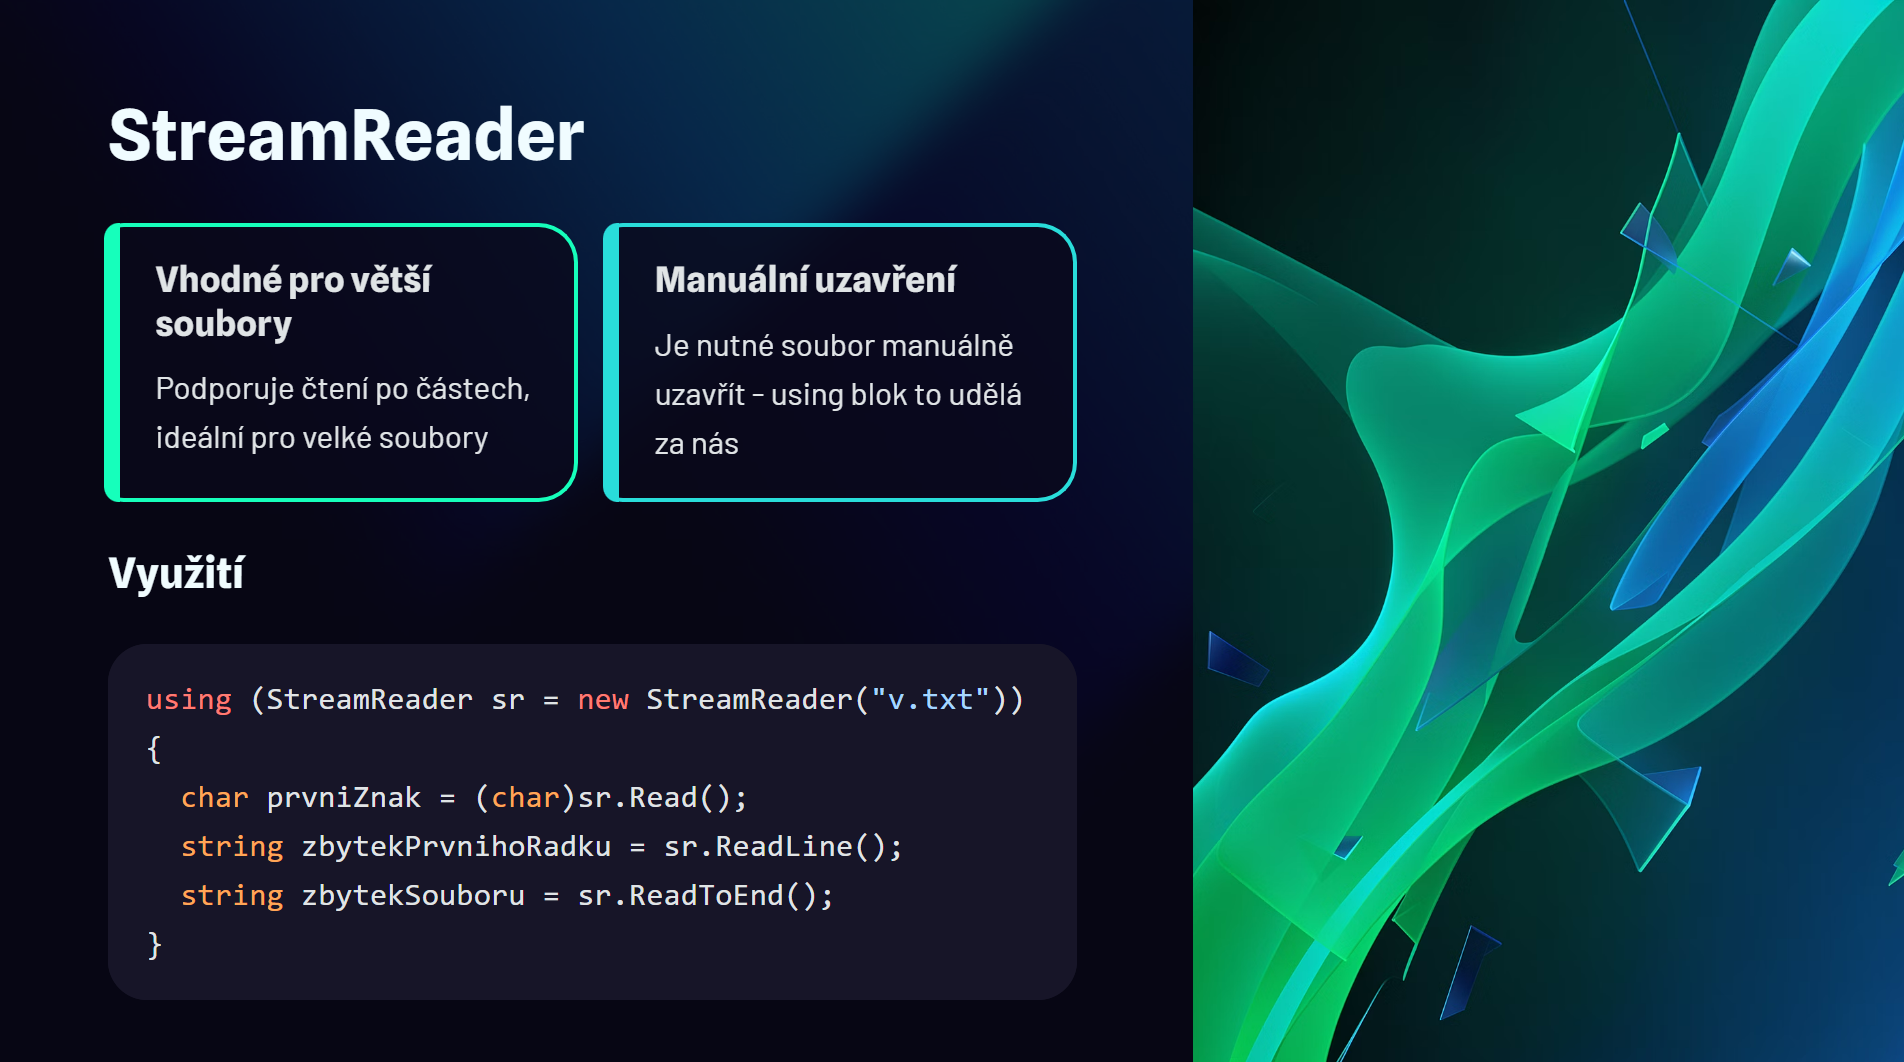 StreamReader
Vhodné pro větší
soubory
Podporuje čtení po částech,
ideální pro velké soubory
Manuální uzavření
Je nutné soubor manuálně
uzavřít - using blok to udělá
za nás
Využití
using (StreamReader sr = new StreamReader("v.txt"))
{
  char prvniZnak = (char)sr.Read();
  string zbytekPrvnihoRadku = sr.ReadLine();
  string zbytekSouboru = sr.ReadToEnd();
}